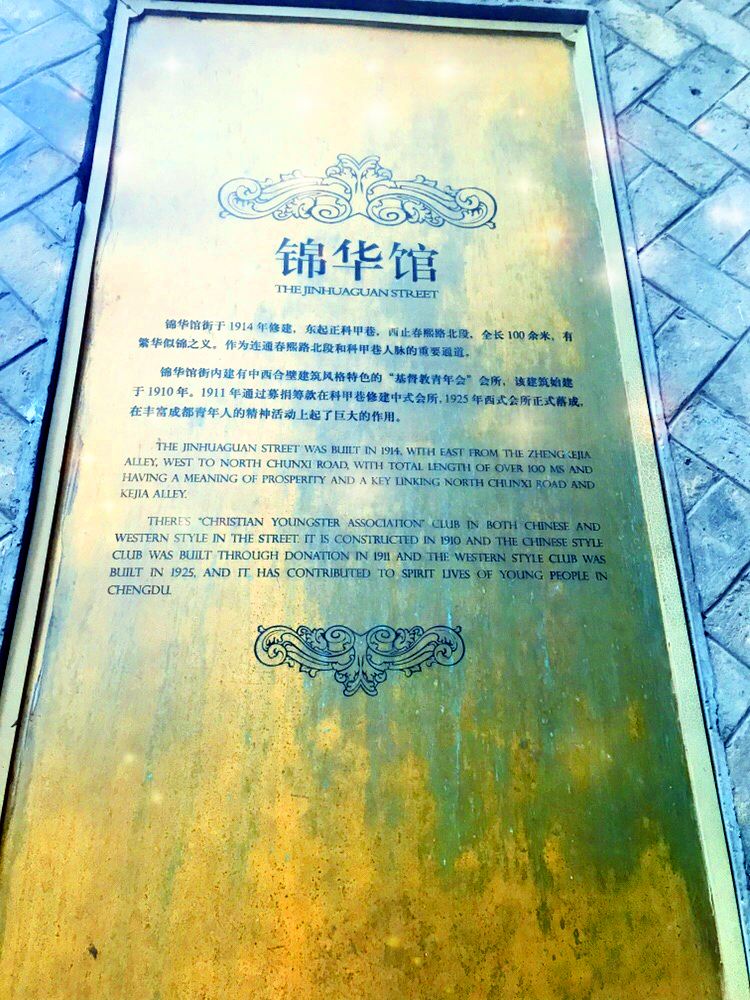 锦华馆
THE JINHUAGUAN STREET
锦华馆街于1914年修建，东起正科甲巷，西止春熙路北段，全长100余米，有
繁华似锦之义。作为连通春熙路北段和科甲巷人脉的重要通道。
锦华馆街内建有中西合璧建筑风格特色的“基督教青年会”会所，该建筑始建
于1910年。1911年通过募捐筹款在科甲巷修建中式会所，1925年西式会所正式落成，
在丰富成都青年人的精神活动上起了巨大的作用。
THE JINHUAGUAN STREET WAS BUILT IN 1914, WITH EAST FROM THE ZHENGKEJIA
ALLEY, WEST TO NORTH CHUNXI ROAD, WITH TOTAL LENGTH OF OVER 100 MS AND
HAVING A MEANING OF PROSPERITY AND A KEY LINKING NORTH CHUNXI ROAD AND
KEJIA ALLEY.
THERE'S "CHRISTIAN YOUNGSTER ASSOCIATION" CLUB IN BOTH CHINESE AND
WESTERN STYLE IN THE STREET. IT IS CONSTRUCTED IN 1910 AND THE CHINESE STYLE
CLUB WAS BUILT THROUGH DONATION IN 1911 AND THE WESTERN STYLE CLUB WAS
BUILT IN 1925, AND IT HAS CONTRIBUTED TO SPIRIT LIVES OF YOUNG PEOPLE IN
CHENGDU.